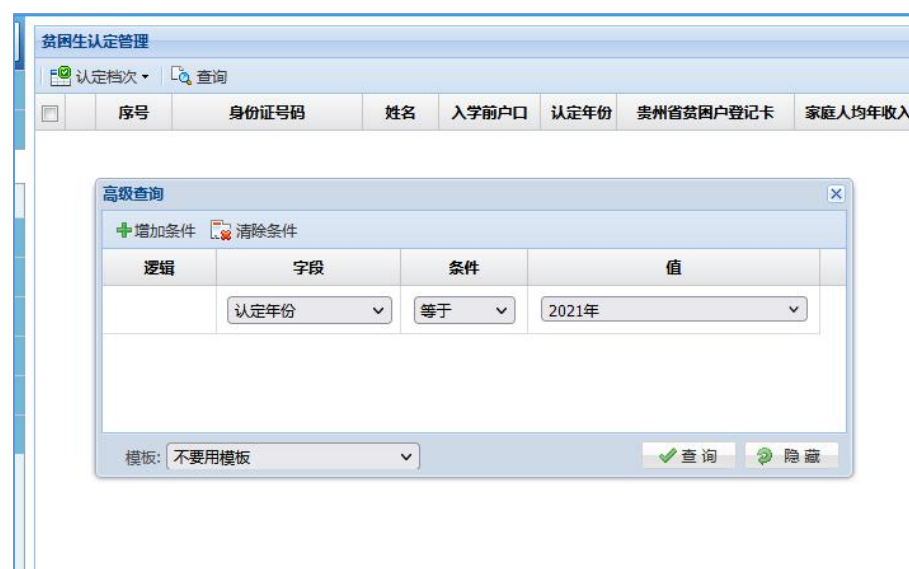 贫困生认定管理
认定档次 查询
序号 身份证号码 姓名 入学前户口 认定年份 贵州省贫困户登记卡 家庭人均年收入
高级查询
增加条件 清除条件
逻辑 字段 条件 值
认定年份 等于 2021年
模板: 不要用模板 查询 隐藏